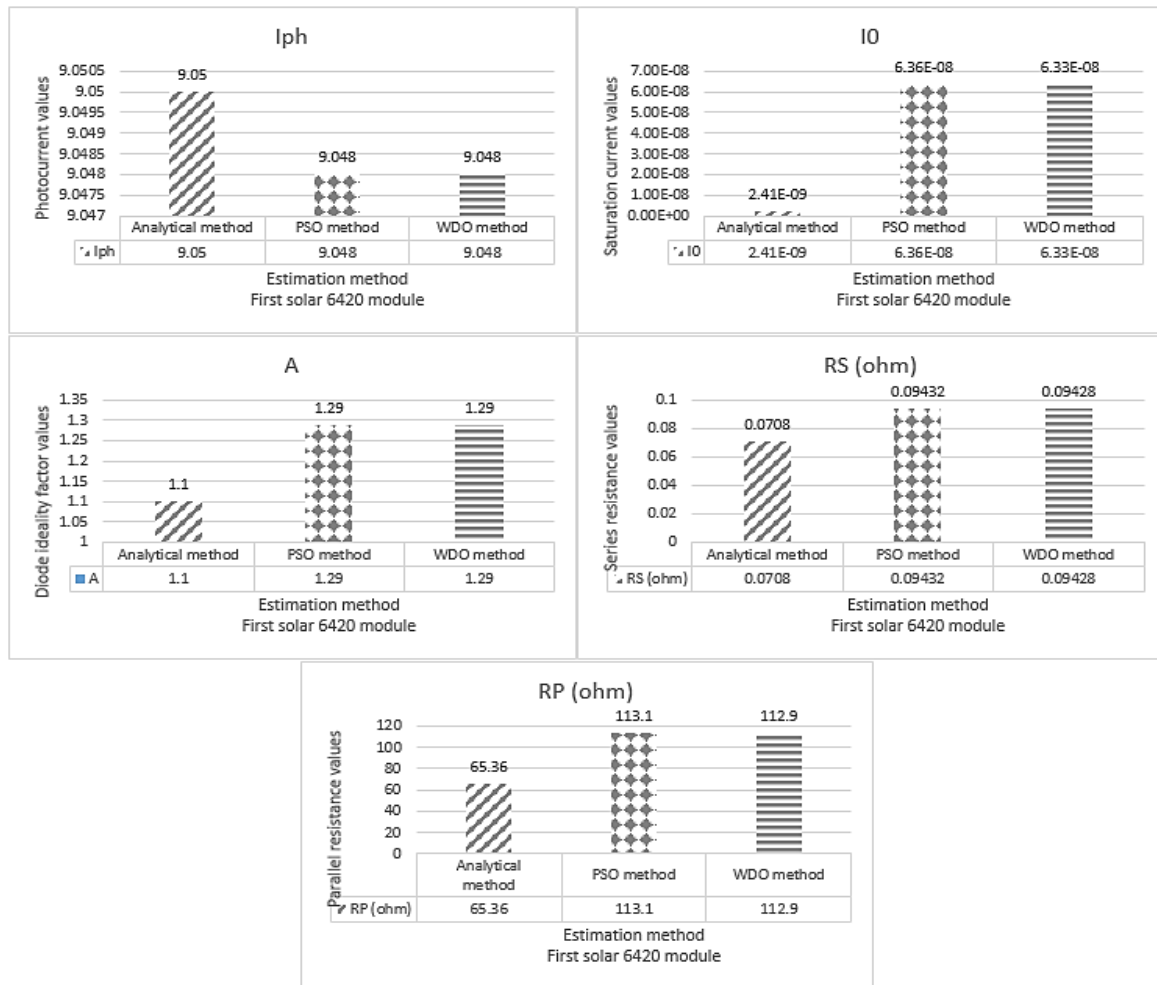 Iph
Photocurrent values
9.0505
9.05
9.0495
9.049
9.0485
9.048
9.0475
9.047
9.05
9.048
9.048
Analytical method PSO method WDO method
Iph 9.05 9.048 9.048
Estimation method
First solar 6420 module
I0
Saturation current values
7.00E-08
6.00E-08
5.00E-08
4.00E-08
3.00E-08
2.00E-08
1.00E-08
0.00E+00
2.41E-09
6.36E-08
6.33E-08
Analytical method PSO method WDO method
I0 2.41E-09 6.36E-08 6.33E-08
Estimation method
First solar 6420 module
A
Diode ideality factor values
1.35
1.3
1.25
1.2
1.15
1.1
1.05
1
1.1
1.29
1.29
Analytical method PSO method WDO method
A 1.1 1.29 1.29
Estimation method
First solar 6420 module
RS (ohm)
Series resistance values
0.1
0.08
0.06
0.04
0.02
0
0.0708
0.09432
0.09428
Analytical method PSO method WDO method
RS (ohm) 0.0708 0.09432 0.09428
Estimation method
First solar 6420 module
RP (ohm)
Parallel resistance values
120
100
80
60
40
20
0
65.36
113.1
112.9
Analytical
method
PSO method WDO method
RP (ohm) 65.36 113.1 112.9
Estimation method
First solar 6420 module